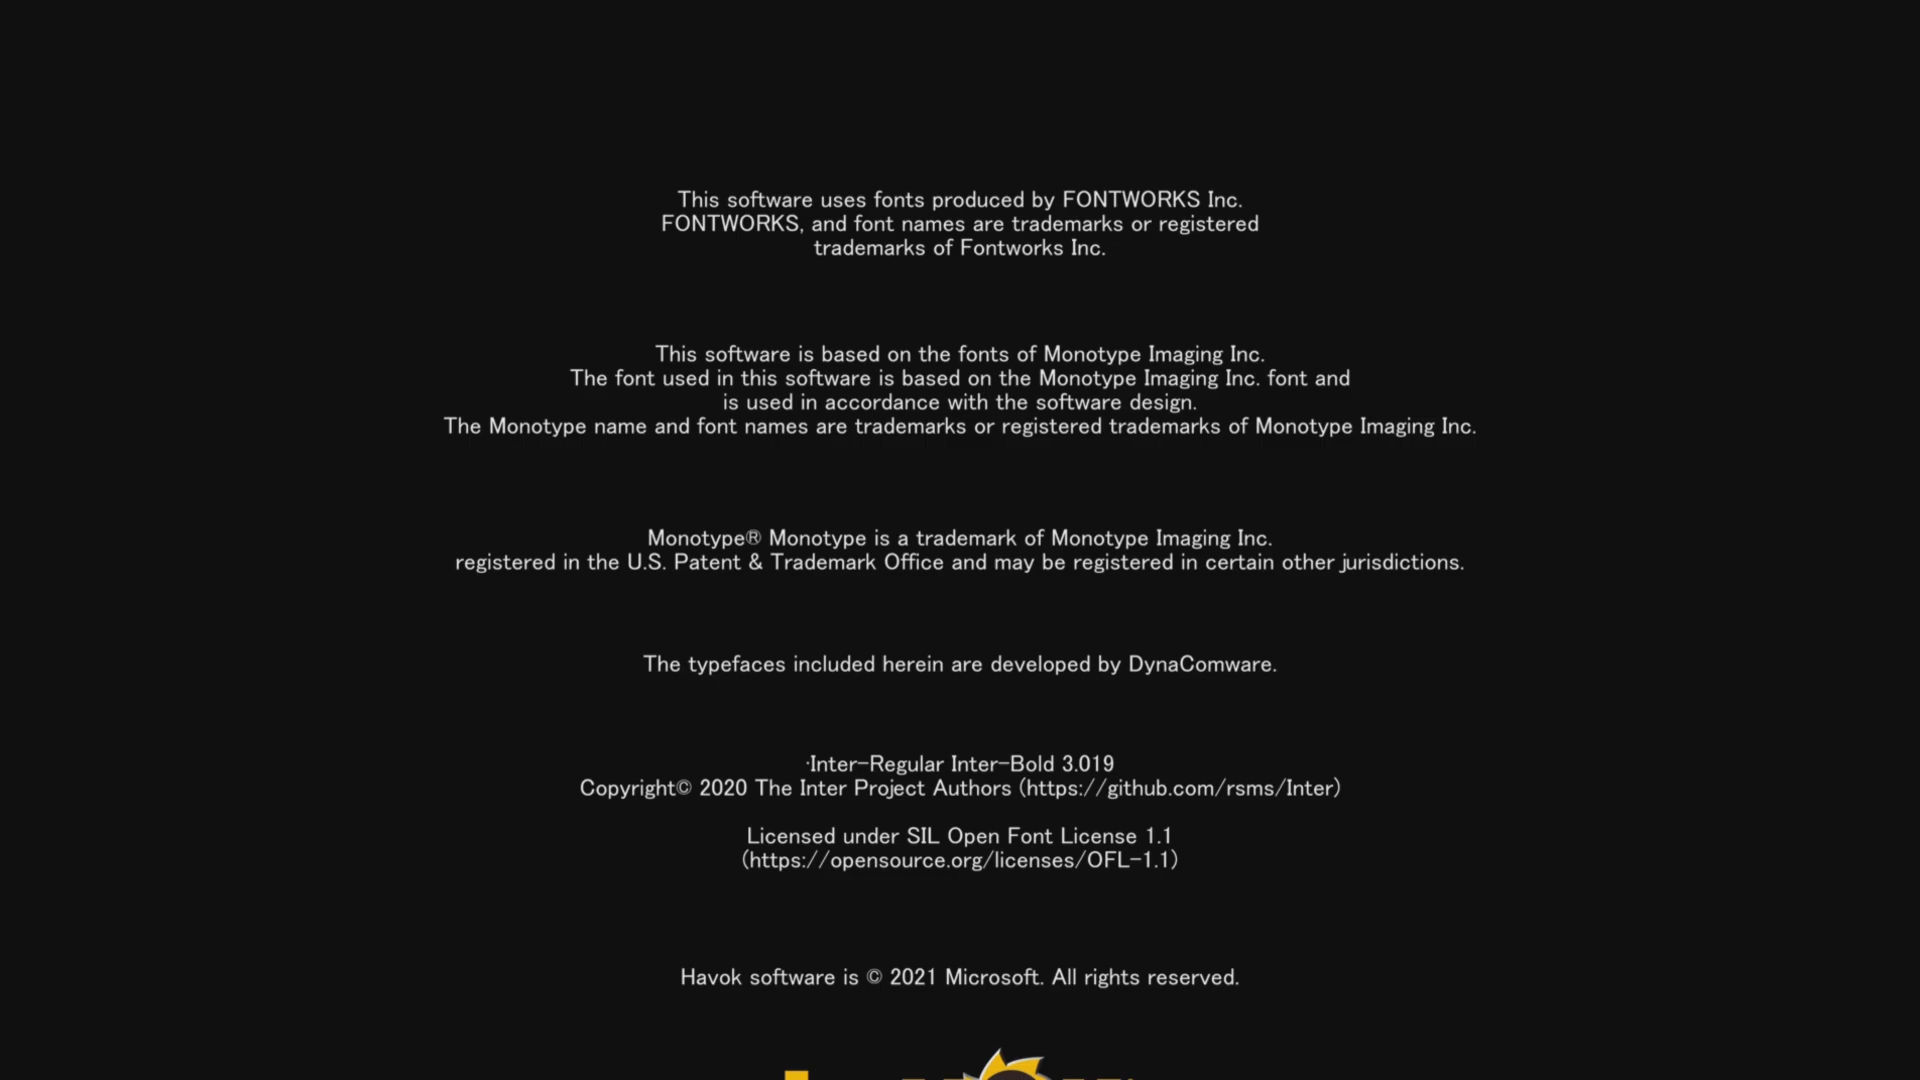 This software uses fonts produced by FONTWORKS Inc.
FONTWORKS, and font names are trademarks or registered
trademarks of Fontworks Inc.
This software is based on the fonts of Monotype Imaging Inc.
The font used in this software is based on the Monotype Imaging Inc. font and
is used in accordance with the software design.
The Monotype name and font names are trademarks or registered trademarks of Monotype Imaging Inc.
Monotype® Monotype is a trademark of Monotype Imaging Inc.
registered in the U.S. Patent & Trademark Office and may be registered in certain other jurisdictions.
The typefaces included herein are developed by DynaComware.
·Inter-Regular Inter-Bold 3.019
Copyright© 2020 The Inter Project Authors (https://github.com/rsms/Inter)
Licensed under SIL Open Font License 1.1
(https://opensource.org/licenses/OFL-1.1)
Havok software is © 2021 Microsoft. All rights reserved.